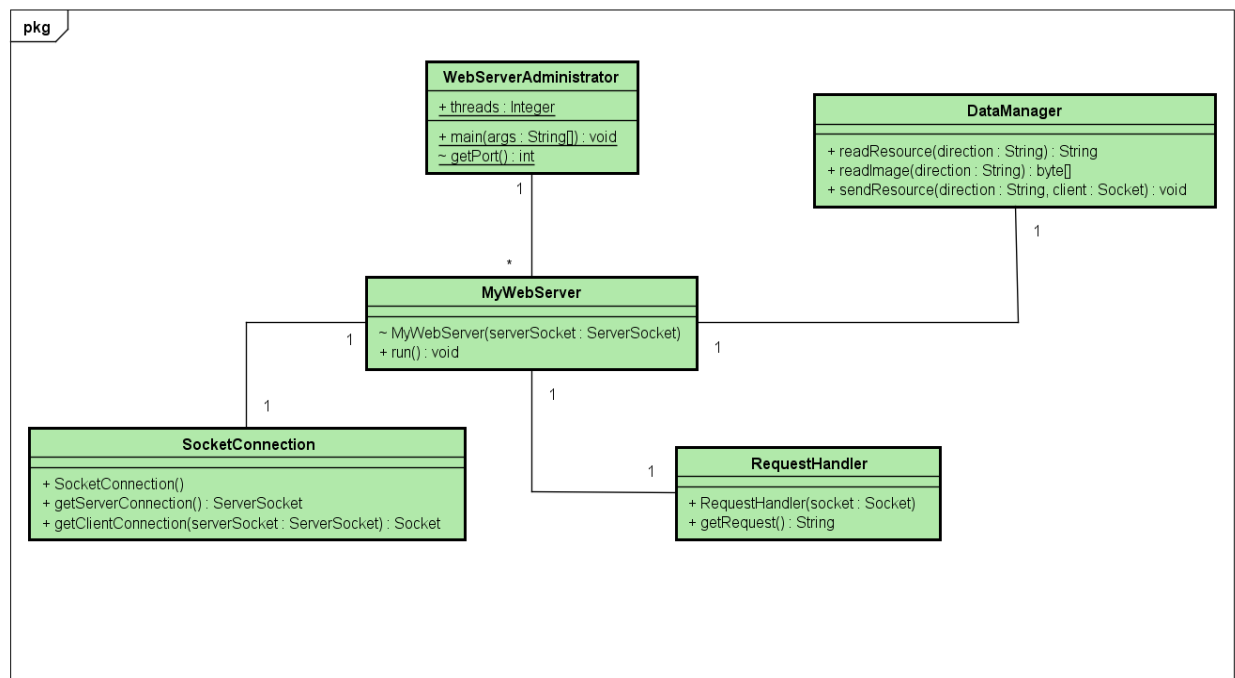 pkg
WebServerAdministrator
+ threads : Integer
+ main(args : String[]) : void
~ getPort() : int
1
*
DataManager
+ readResource(direction : String) : String
+ readImage(direction : String) : byte[]
+ sendResource(direction : String, client : Socket) : void
1
MyWebServer
~ MyWebServer(serverSocket : ServerSocket)
+ run() : void
1
1
1
1
SocketConnection
+ SocketConnection()
+ getServerConnection() : ServerSocket
+ getClientConnection(serverSocket : ServerSocket) : Socket
1
RequestHandler
+ RequestHandler(socket : Socket)
+ getRequest() : String